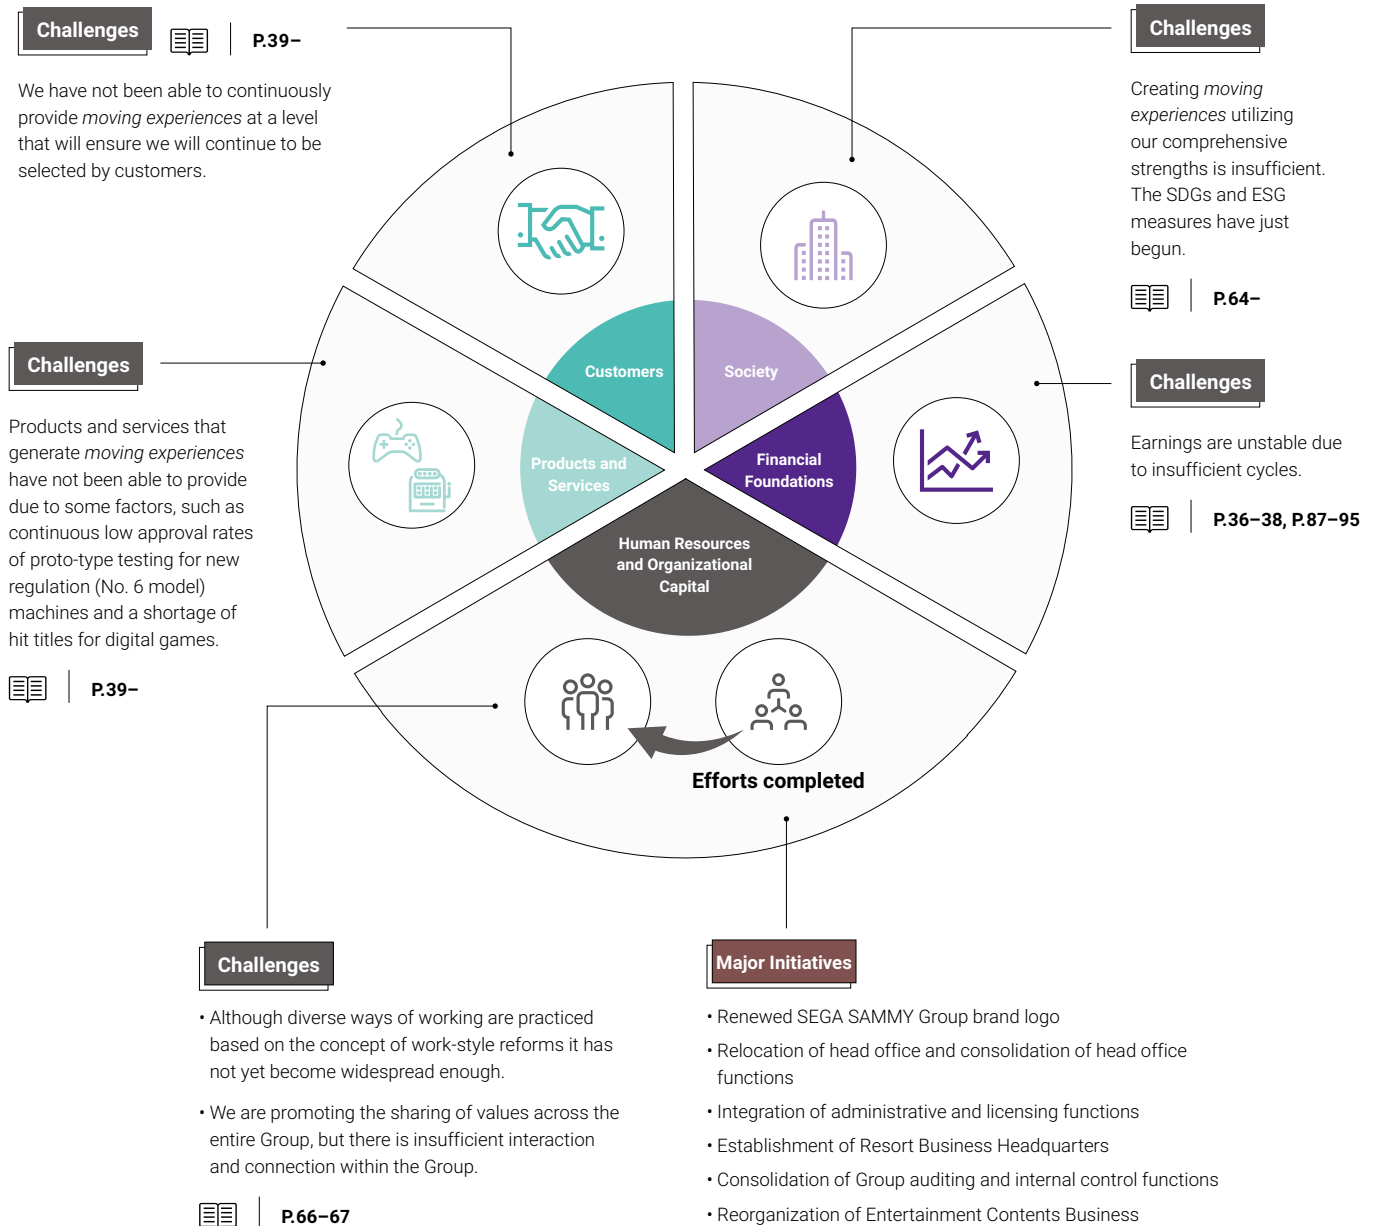 Challenges
P.39–
We have not been able to continuously
provide moving experiences at a level
that will ensure we will continue to be
selected by customers.
Challenges
Creating moving
experiences utilizing
our comprehensive
strengths is insufficient.
The SDGs and ESG
measures have just
begun.
P.64–
Challenges
Products and services that
generate moving experiences
have not been able to provide
due to some factors, such as
continuous low approval rates
of proto-type testing for new
regulation (No. 6 model)
machines and a shortage of
hit titles for digital games.
P.39–
Challenges
Earnings are unstable due
to insufficient cycles.
P.36–38, P.87–95
Customers
Society
Products and
Services
Financial
Foundations
Human Resources
and Organizational
Capital
Efforts completed
Challenges
• Although diverse ways of working are practiced
based on the concept of work-style reforms it has
not yet become widespread enough.
• We are promoting the sharing of values across the
entire Group, but there is insufficient interaction
and connection within the Group.
P.66–67
Major Initiatives
• Renewed SEGA SAMMY Group brand logo
• Relocation of head office and consolidation of head office
functions
• Integration of administrative and licensing functions
• Establishment of Resort Business Headquarters
• Consolidation of Group auditing and internal control functions
• Reorganization of Entertainment Contents Business